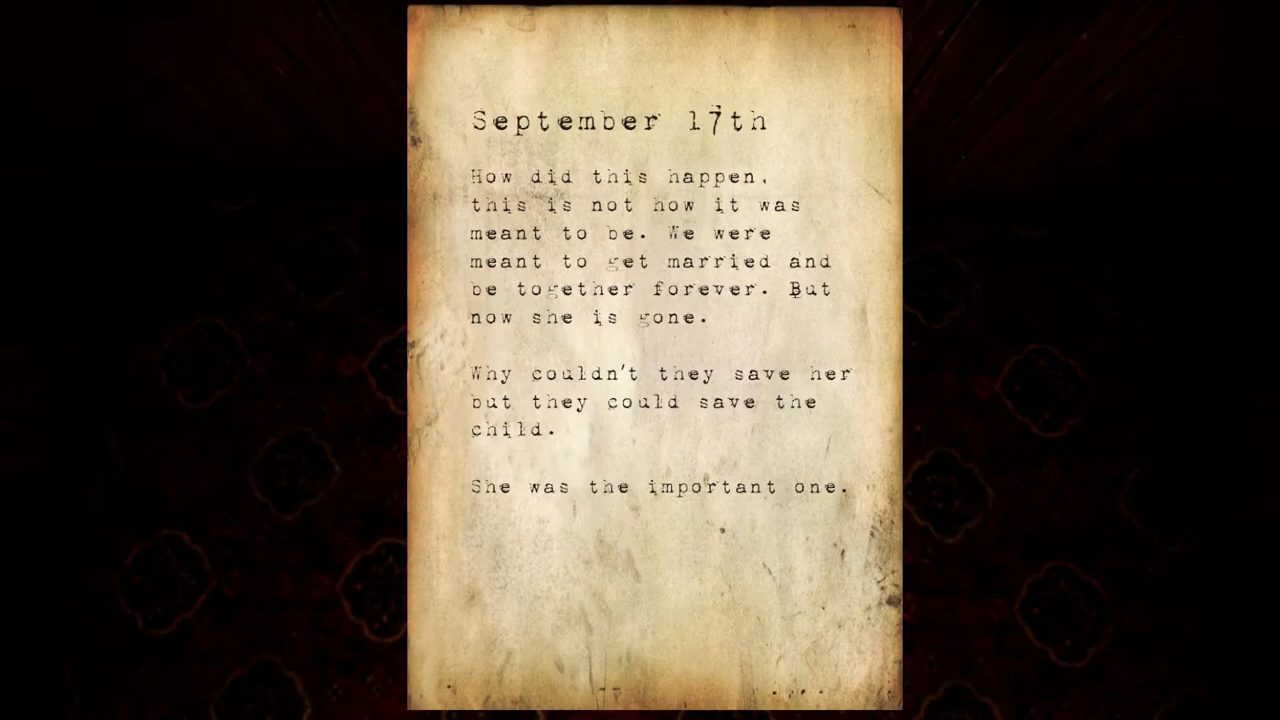 September 17th
How did this happen,
this is not how it was
meant to be. We were
meant to get married and
be together forever. But
now she is gone.
Why couldn't they save her
but they could save the
child.
She was the important one.